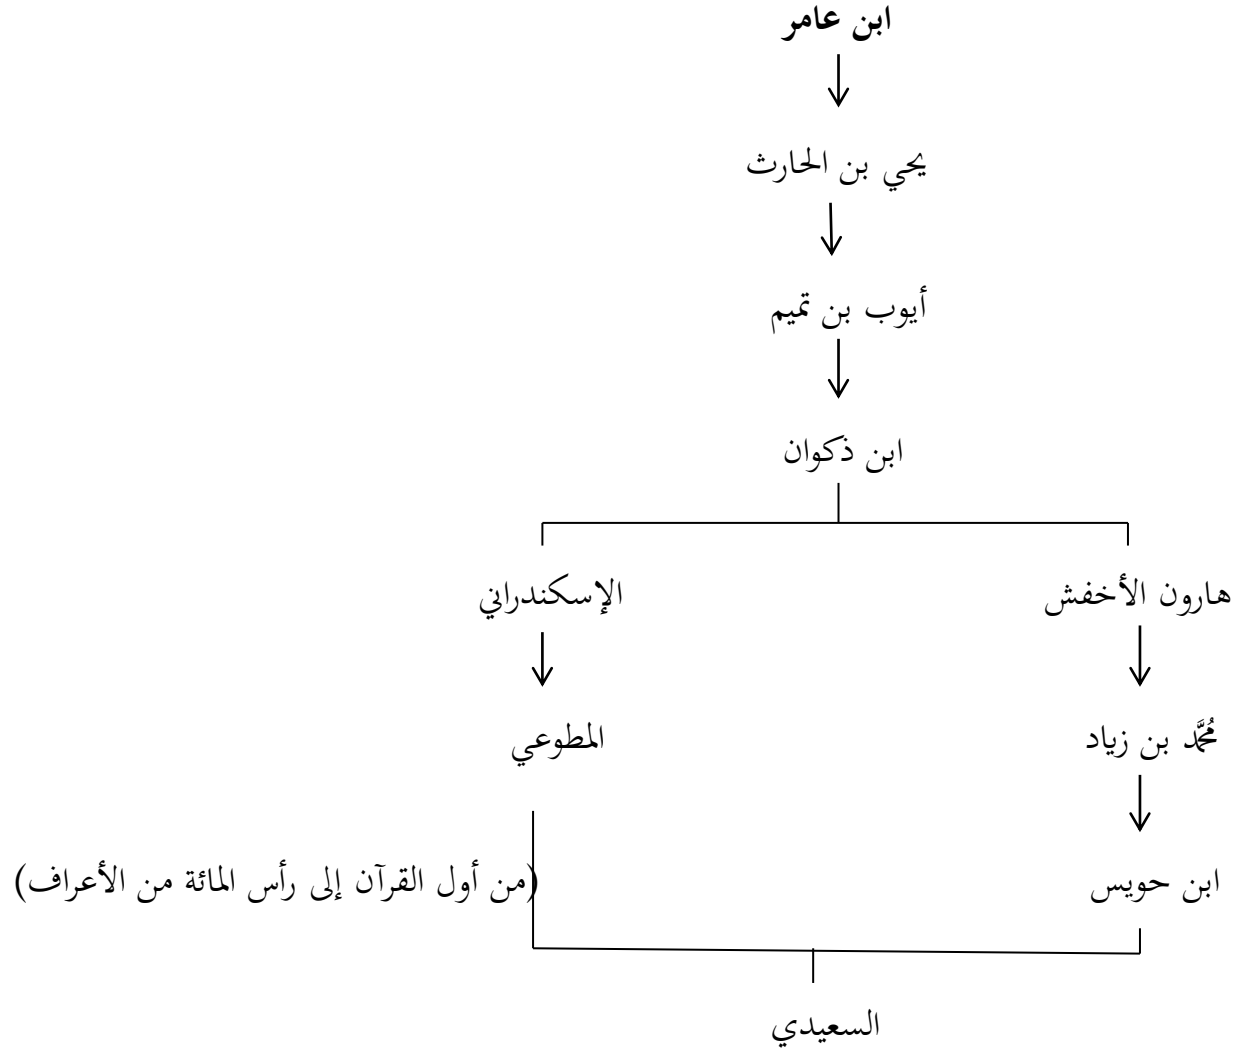 ابن عامر
يحي بن الحارث
أيوب بن تميم
ابن ذكوان
هارون الأخفش
الإسكندراني
مُحَمَّد بن زياد
المطوعي
ابن حويس
(من أول القرآن إلى رأس المائة من الأعراف)
السعيدي